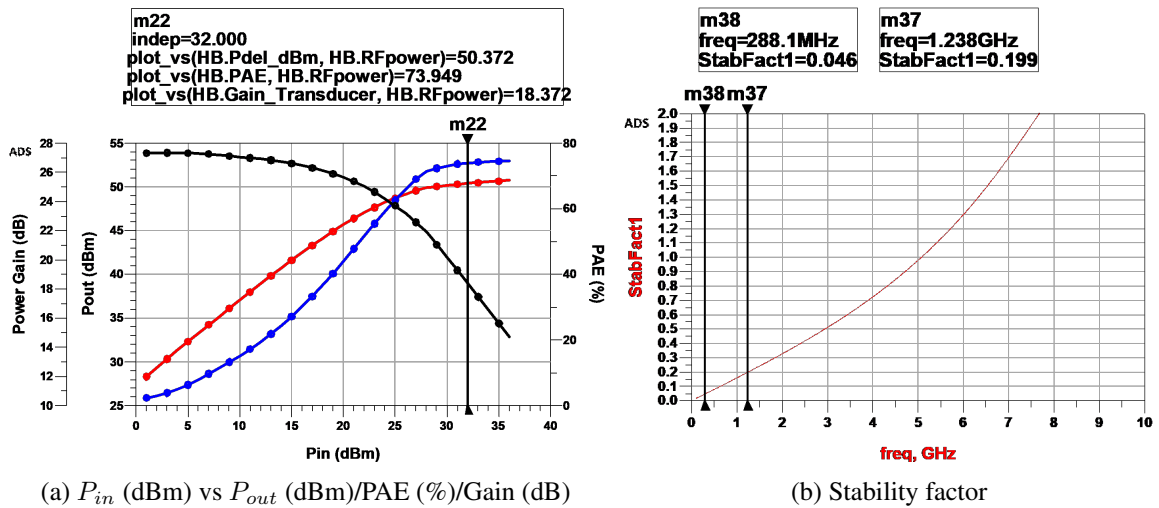 m22
indep=32.000
plot_vs(HB.Pdel_dBm, HB.RFpower)=50.372
plot_vs(HB.PAE, HB.RFpower)=73.949
plot_vs(HB.Gain_Transducer, HB.RFpower)=18.372
m22
ADS
28
26
24
22
20
18
16
14
12
10
Power Gain (dB)
55
50
45
40
35
30
25
Pout (dBm)
80
60
40
20
0
PAE (%)
0 5 10 15 20 25 30 35 40
Pin (dBm)
(a) P_in (dBm) vs P_out (dBm)/PAE (%)/Gain (dB)
m38
freq=288.1MHz
StabFact1=0.046
m37
freq=1.238GHz
StabFact1=0.199
m38 m37
ADS
2.0
1.9
1.8
1.7
1.6
1.5
1.4
1.3
1.2
1.1
1.0
0.9
0.8
0.7
0.6
0.5
0.4
0.3
0.2
0.1
0.0
StabFact1
0 1 2 3 4 5 6 7 8 9 10
freq, GHz
(b) Stability factor